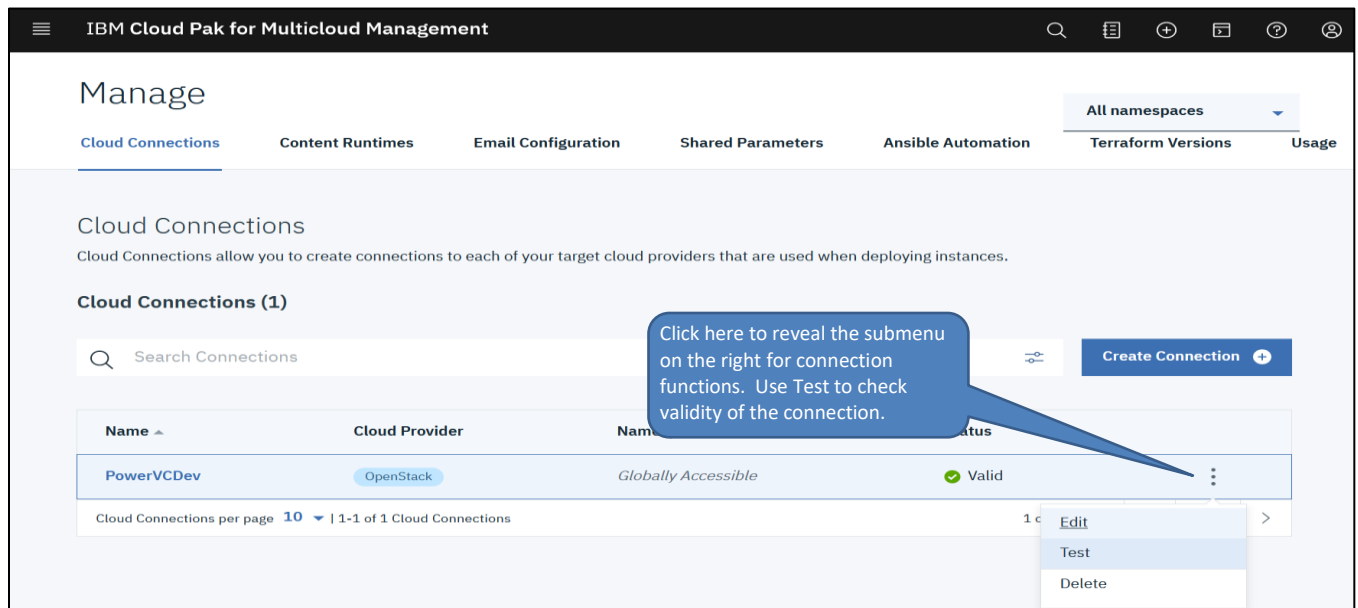 IBM Cloud Pak for Multicloud Management
Manage
All namespaces
Cloud Connections Content Runtimes Email Configuration Shared Parameters Ansible Automation Terraform Versions Usage
Cloud Connections
Cloud Connections allow you to create connections to each of your target cloud providers that are used when deploying instances.
Cloud Connections (1)
Search Connections
Create Connection
Click here to reveal the submenu
on the right for connection
functions. Use Test to check
validity of the connection.
Name Cloud Provider
PowerVCDev OpenStack Globally Accessible Valid
Cloud Connections per page 10 | 1-1 of 1 Cloud Connections 1
Edit
Test
Delete